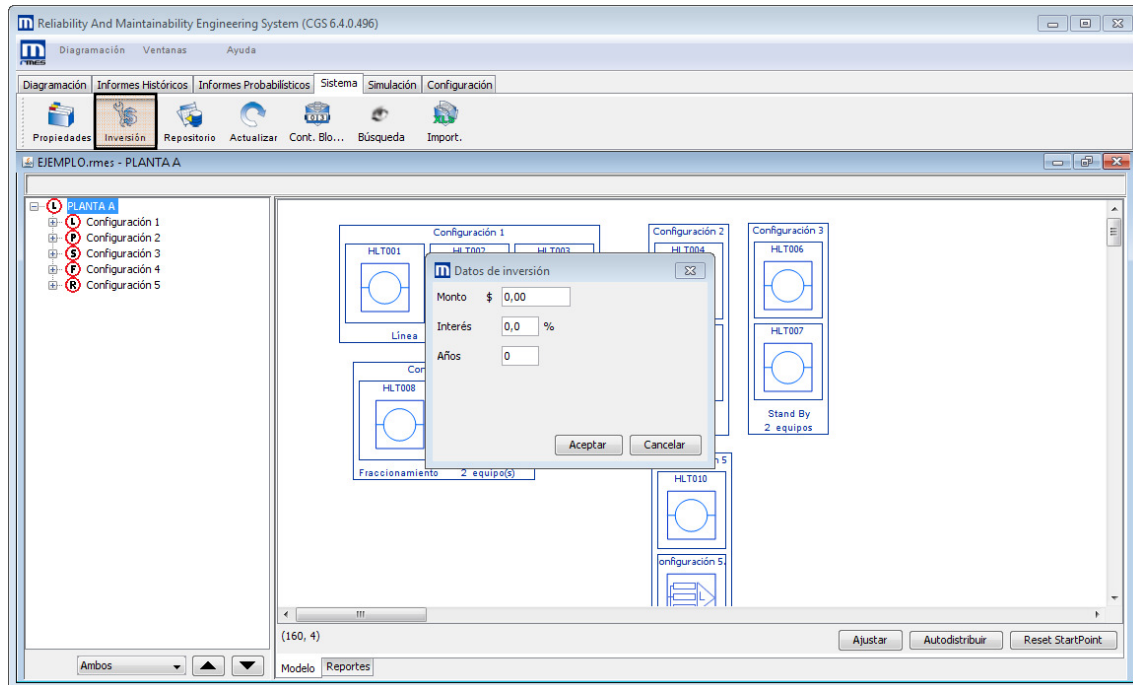 Reliability And Maintainability Engineering System (CGS 6.4.0.496)
rmes
Diagramación Ventanas Ayuda
Diagramación Informes Históricos Informes Probabilísticos Sistema Simulación Configuración
Propiedades Inversión Repositorio Actualizar Cont. Blo... Búsqueda Import.
EJEMPLO.rmes - PLANTA A
L PLANTA A
L Configuración 1
P Configuración 2
S Configuración 3
F Configuración 4
R Configuración 5
Configuración 1
HLT001 HLT002 HLT003
Línea
Configuración 2
HLT004
Configuración 3
HLT006
HLT007
Stand By
2 equipos
Datos de inversión
Monto $ 0,00
Interés 0,0 %
Años 0
Aceptar Cancelar
Con
HLT008
Fraccionamiento 2 equipo(s)
n 5
HLT010
onfiguración 5.
L
(160, 4)
Ajustar Autodistribuir Reset StartPoint
Ambos
Modelo Reportes